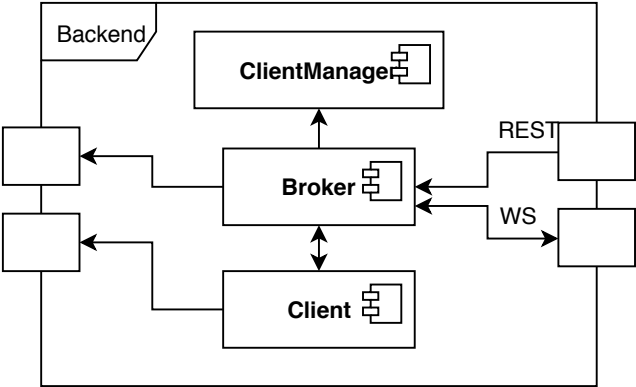 Backend
ClientManager
REST
Broker
WS
Client